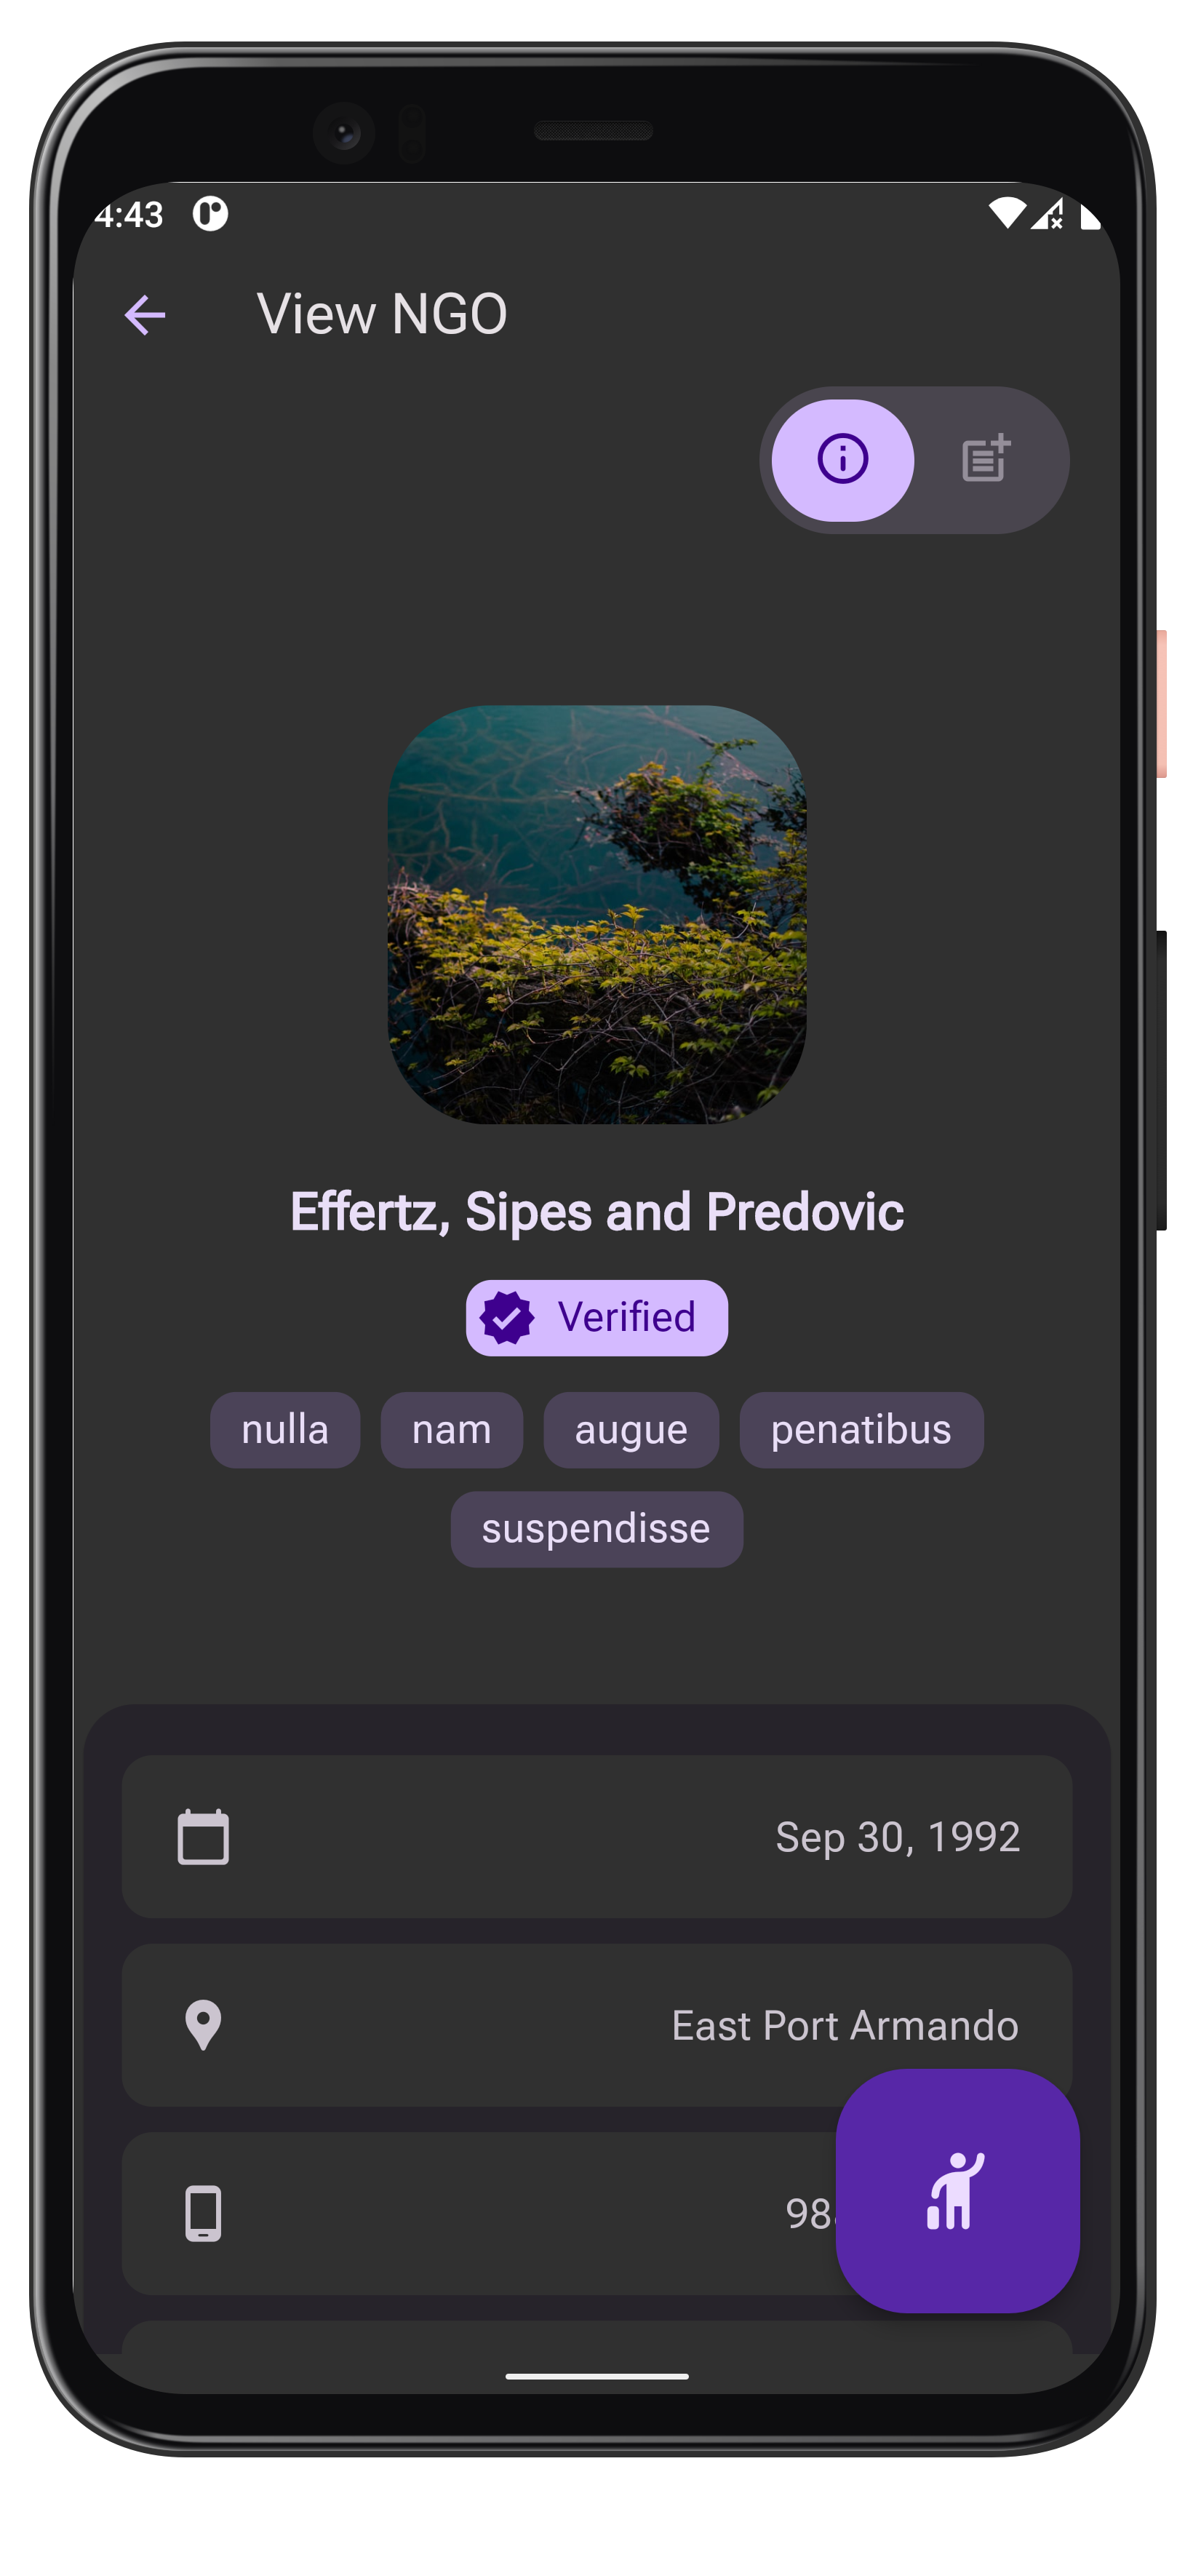 4:43
View NGO
Effertz, Sipes and Predovic
Verified
nulla nam augue penatibus
suspendisse
Sep 30, 1992
East Port Armando
98